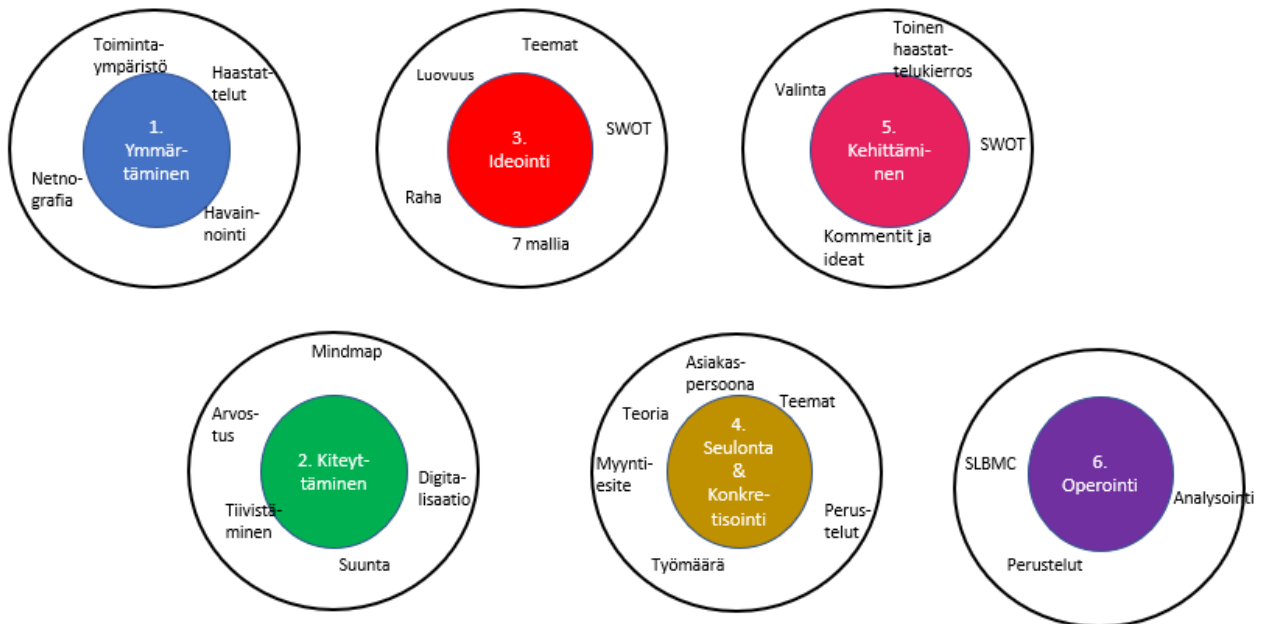 Toiminta-
ympäristö
Haastat-
telut
1.
Ymmär-
täminen
Netno-
grafia
Havain-
nointi
Teemat
Luovuus
SWOT
3.
Ideointi
Raha
7 mallia
Toinen
haastat-
telukierros
Valinta
SWOT
5.
Kehittämi-
nen
Kommentit ja
ideat
Mindmap
Arvos-
tus
2. Kiteyt-
täminen
Digita-
lisaatio
Tiivistä-
minen
Suunta
Asiakas-
persoona
Teemat
Teoria
4.
Seulonta
&
Konkre-
tisointi
Myynti-
esite
Perus-
telut
Työmäärä
SLBMC
6.
Operointi
Analysointi
Perustelut